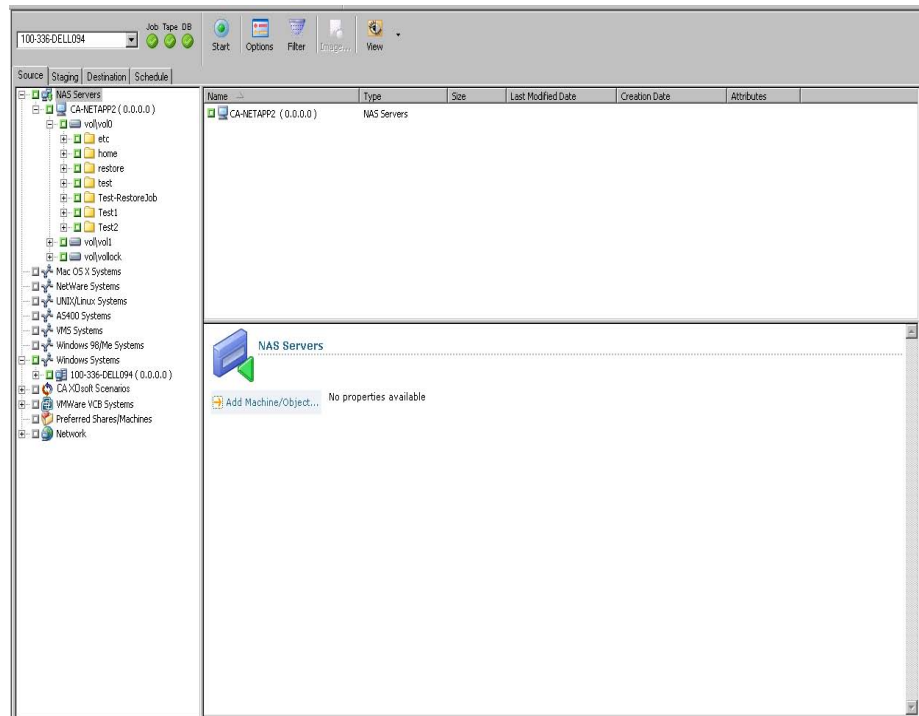 Job Tape DB
100-336-DELL094
Start Options Filter Image... View
Source Staging Destination Schedule
NAS Servers
CA-NETAPP2 ( 0.0.0.0 )
vol\vol0
etc
home
restore
test
Test-RestoreJob
Test1
Test2
vol\vol1
vol\vollock
Mac OS X Systems
NetWare Systems
UNIX/Linux Systems
AS400 Systems
VMS Systems
Windows 98/Me Systems
Windows Systems
100-336-DELL094 ( 0.0.0.0 )
CA XOsoft Scenarios
VMWare VCB Systems
Preferred Shares/Machines
Network
Name Type Size Last Modified Date Creation Date Attributes
CA-NETAPP2 ( 0.0.0.0 ) NAS Servers
NAS Servers
Add Machine/Object... No properties available